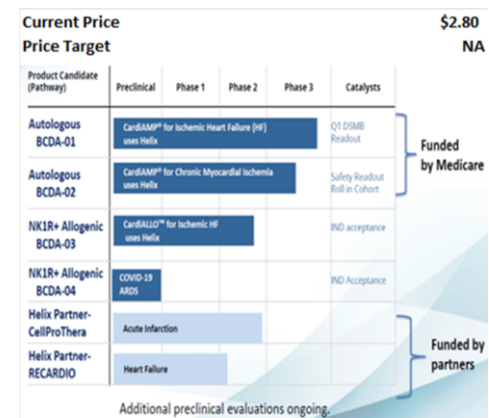 Current Price $2.80
Price Target NA
Product Candidate
(Pathway) Preclinical Phase 1 Phase 2 Phase 3 Catalysts
Autologous
BCDA-01
CardiAMP® for Ischemic Heart Failure (HF)
uses Helix
Q1 DSMB
Readout
Funded
by Medicare
Autologous
BCDA-02
CardiAMP® for Chronic Myocardial Ischemia
uses Helix
Safety Readout
Roll in Cohort
NK1R+ Allogenic
BCDA-03
CardiALLO™ for Ischemic HF
uses Helix
IND acceptance
NK1R+ Allogenic
BCDA-04
COVID-19
ARDS
IND Acceptance
Helix Partner-
CellProThera
Acute Infarction
Helix Partner-
RECARDIO
Heart Failure
Funded by
partners
Additional preclinical evaluations ongoing.